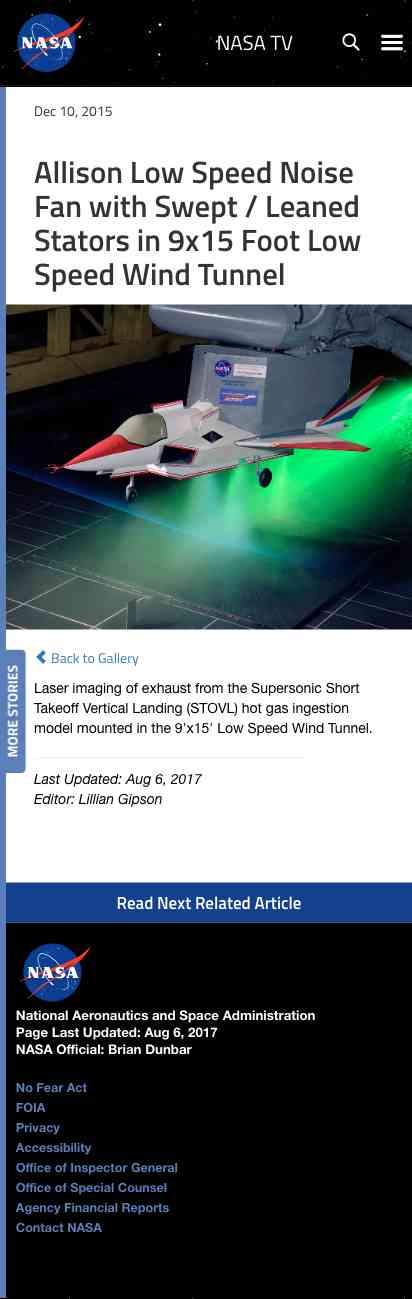 NASA
NASA TV
Dec 10, 2015
Allison Low Speed Noise
Fan with Swept / Leaned
Stators in 9x15 Foot Low
Speed Wind Tunnel
NASA
Back to Gallery
MORE STORIES
Laser imaging of exhaust from the Supersonic Short
Takeoff Vertical Landing (STOVL) hot gas ingestion
model mounted in the 9'x15' Low Speed Wind Tunnel.
Last Updated: Aug 6, 2017
Editor: Lillian Gipson
Read Next Related Article
NASA
National Aeronautics and Space Administration
Page Last Updated: Aug 6, 2017
NASA Official: Brian Dunbar
No Fear Act
FOIA
Privacy
Accessibility
Office of Inspector General
Office of Special Counsel
Agency Financial Reports
Contact NASA